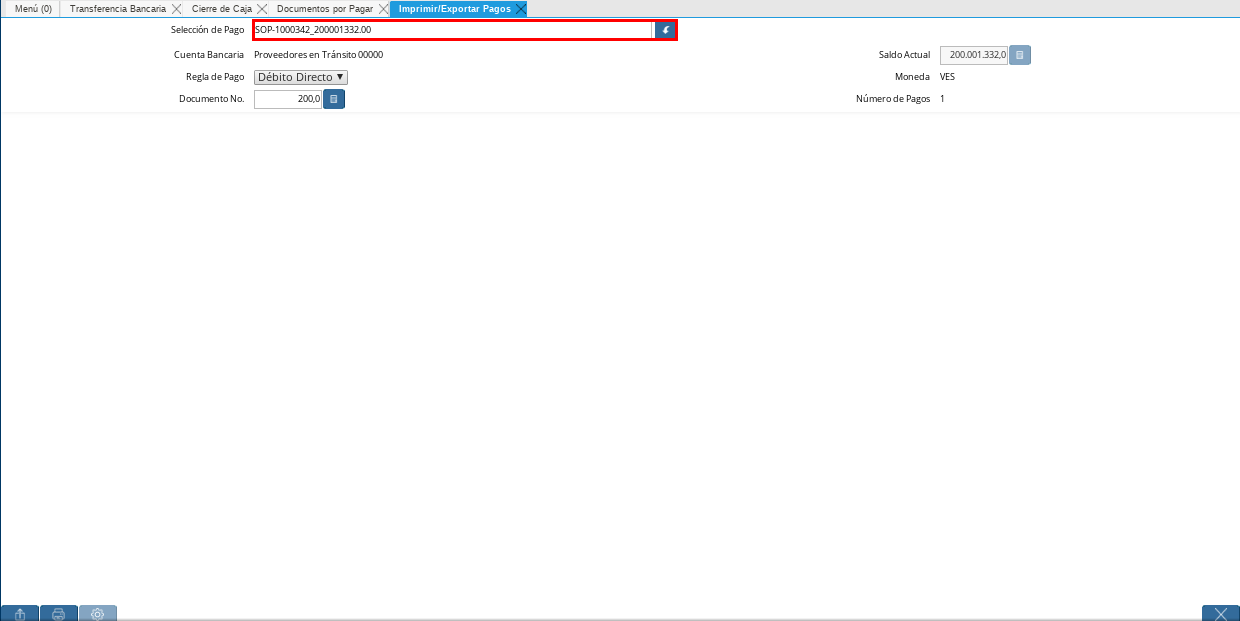 Menú (0) Transferencia Bancaria Cierre de Caja Documentos por Pagar Imprimir/Exportar Pagos
Selección de Pago SOP-1000342_200001332.00
Cuenta Bancaria Proveedores en Tránsito 00000 Saldo Actual 200.001.332,0
Regla de Pago Débito Directo Moneda VES
Documento No. 200,0 Número de Pagos 1